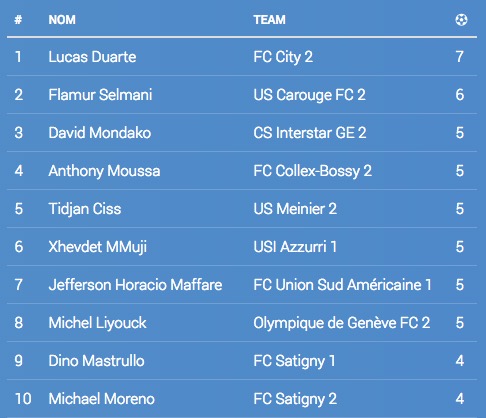 # NOM TEAM
1 Lucas Duarte FC City 2 7
2 Flamur Selmani US Carouge FC 2 6
3 David Mondako CS Interstar GE 2 5
4 Anthony Moussa FC Collex-Bossy 2 5
5 Tidjan Ciss US Meinier 2 5
6 Xhevdet MMuji USI Azzurri 1 5
7 Jefferson Horacio Maffare FC Union Sud Américaine 1 5
8 Michel Liyouck Olympique de Genève FC 2 5
9 Dino Mastrullo FC Satigny 1 4
10 Michael Moreno FC Satigny 2 4